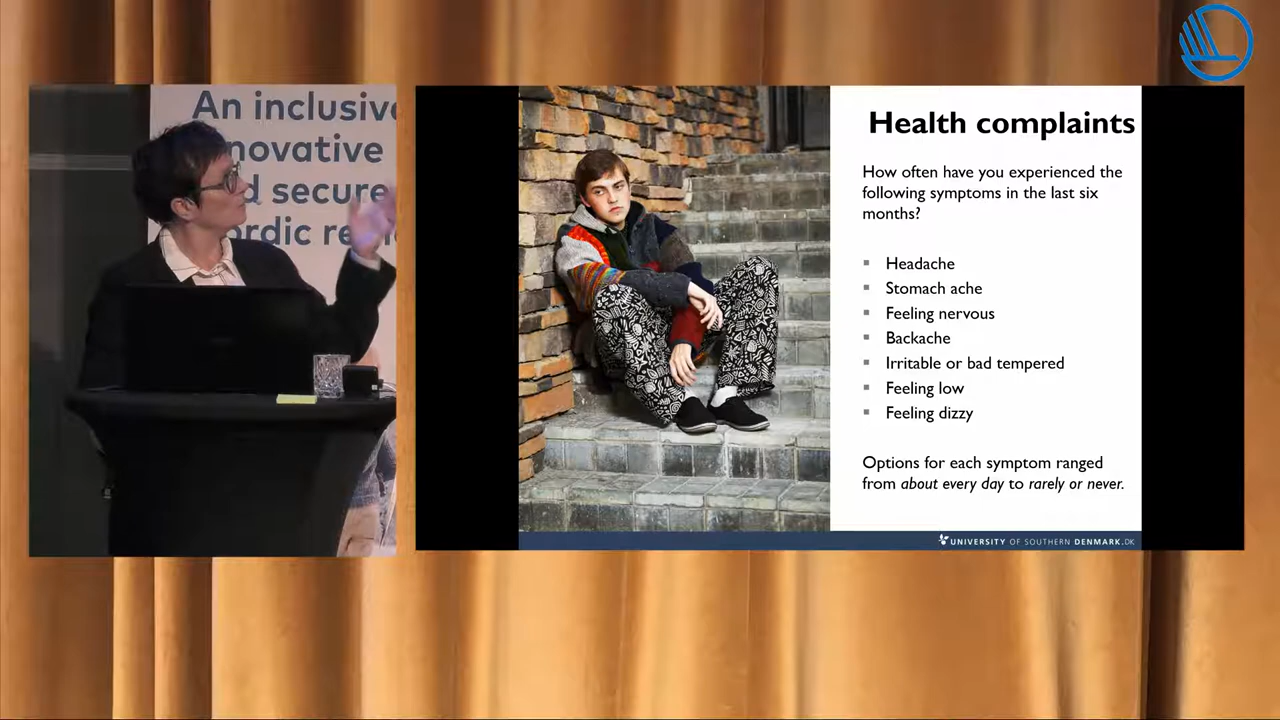 An inclusive
novative
d secure
ordic re
Health complaints
How often have you experienced the
following symptoms in the last six
months?
Headache
Stomach ache
Feeling nervous
Backache
Irritable or bad tempered
Feeling low
Feeling dizzy
Options for each symptom ranged
from about every day to rarely or never.
UNIVERSITY OF SOUTHERN DENMARK.DK